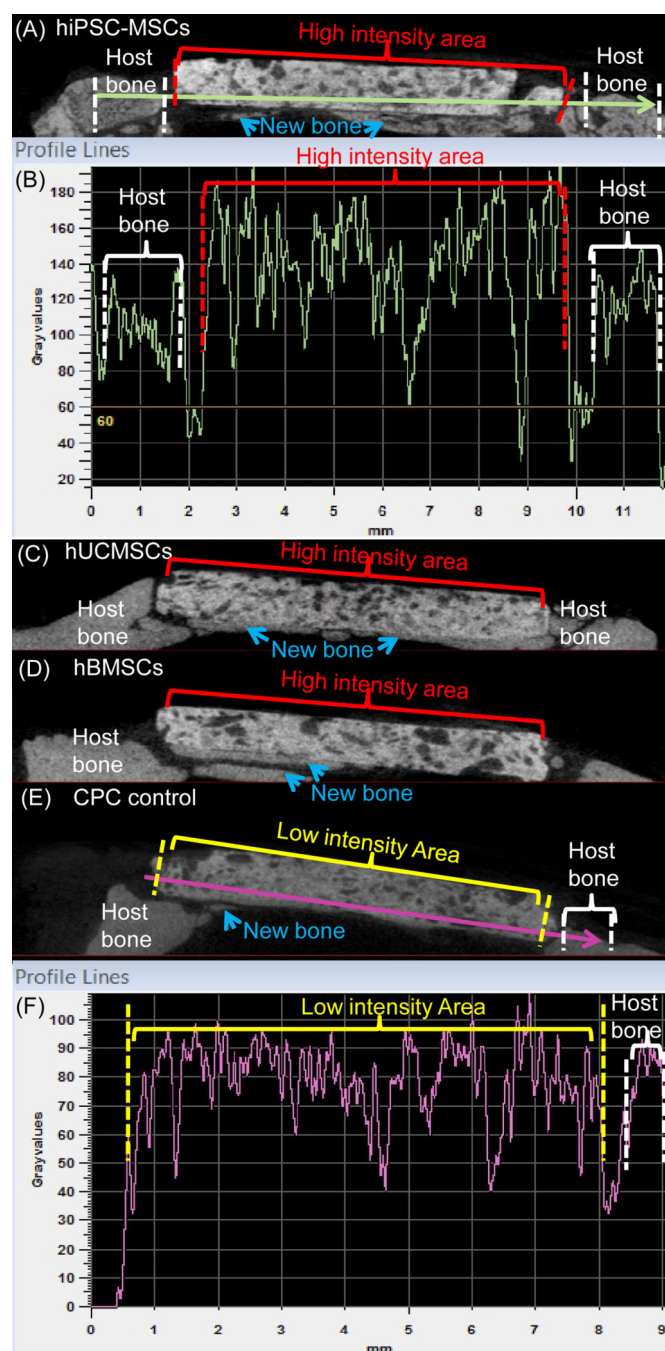 (A) hiPSC-MSCs
Host
bone
High intensity area
Host
bone
New bone
Profile Lines
(B)
High intensity area
Host
bone
Host
bone
Gray values
180
160
140
120
100
80
60
40
20
60
0 1 2 3 4 5 6 7 8 9 10 11
mm
(C) hUCMSCs
High intensity area
Host
bone
Host
bone
New bone
(D) hBMSCs
High intensity area
Host
bone
New bone
(E) CPC control
Low intensity Area
Host
bone
Host
bone
New bone
Profile Lines
(F)
Low intensity Area
Host
bone
Gray values
100
90
80
70
60
50
40
30
20
10
0
0 1 2 3 4 5 6 7 8 9
mm